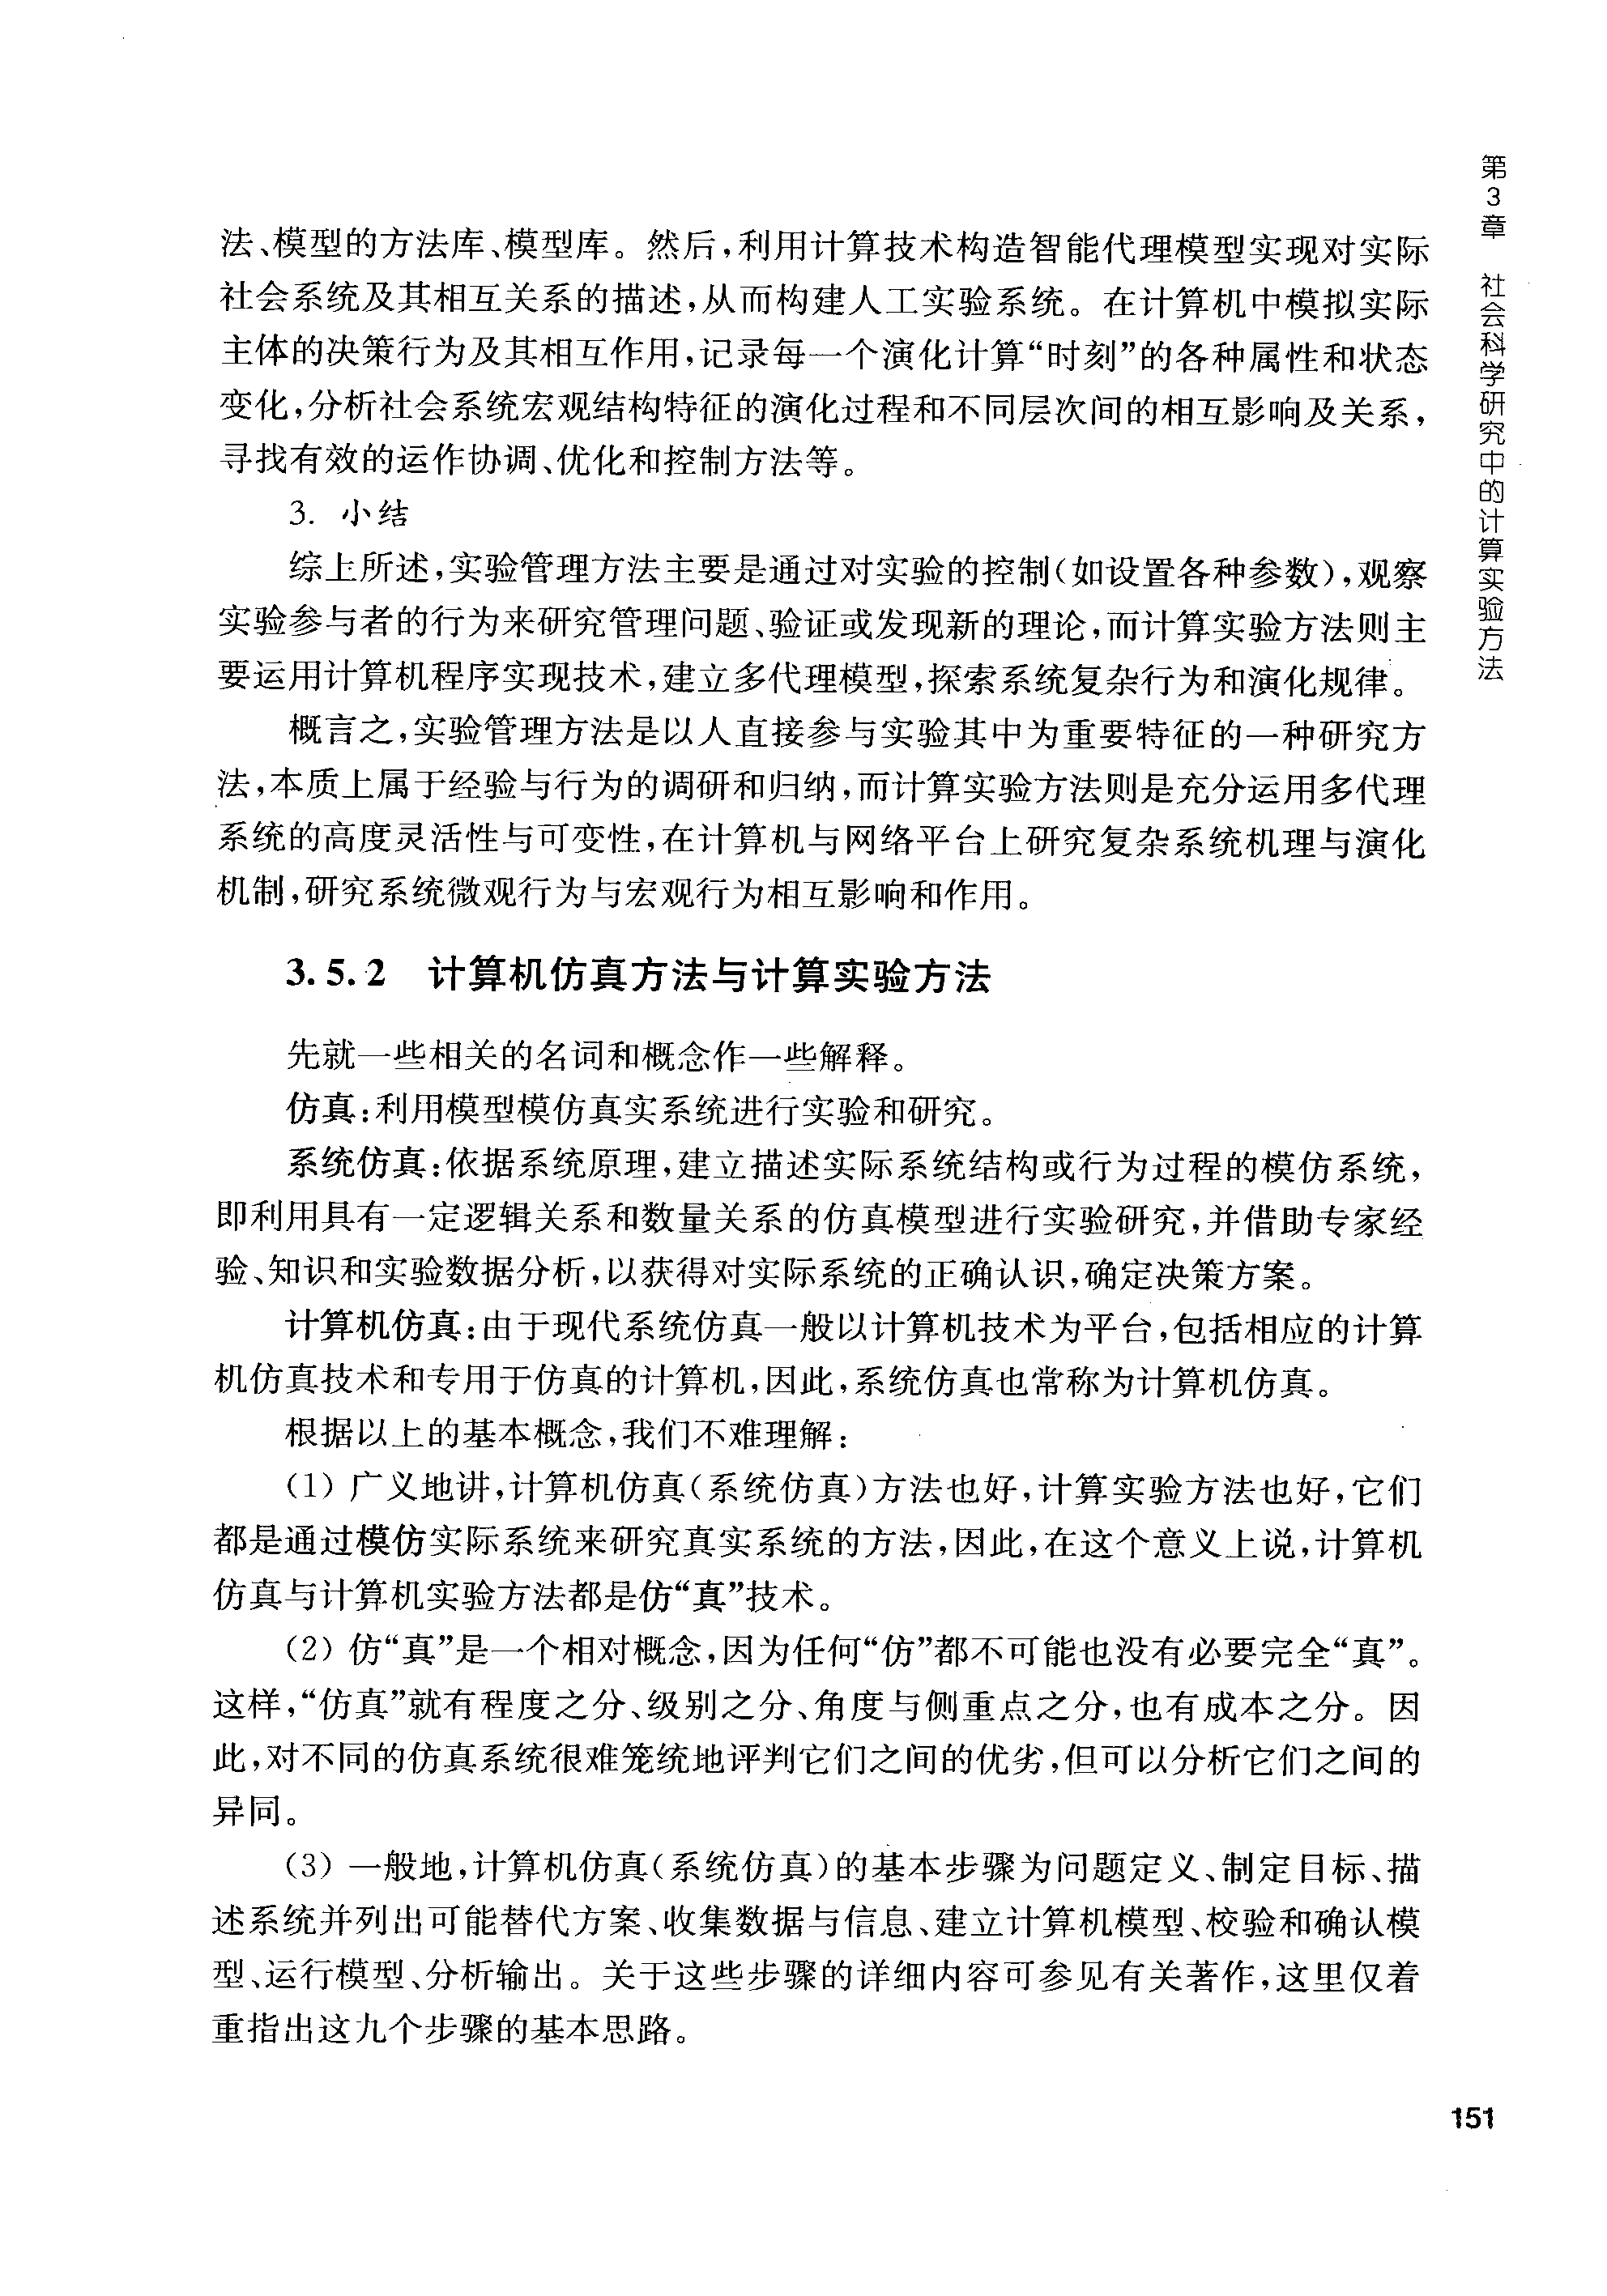 第3章 社会科学研究中的计算实验方法
法、模型的方法库、模型库。然后,利用计算技术构造智能代理模型实现对实际
社会系统及其相互关系的描述,从而构建人工实验系统。在计算机中模拟实际
主体的决策行为及其相互作用,记录每一个演化计算“时刻”的各种属性和状态
变化,分析社会系统宏观结构特征的演化过程和不同层次间的相互影响及关系,
寻找有效的运作协调、优化和控制方法等。
3. 小结
综上所述,实验管理方法主要是通过对实验的控制(如设置各种参数),观察
实验参与者的行为来研究管理问题、验证或发现新的理论,而计算实验方法则主
要运用计算机程序实现技术,建立多代理模型,探索系统复杂行为和演化规律。
概言之,实验管理方法是以人直接参与实验其中为重要特征的一种研究方
法,本质上属于经验与行为的调研和归纳,而计算实验方法则是充分运用多代理
系统的高度灵活性与可变性,在计算机与网络平台上研究复杂系统机理与演化
机制,研究系统微观行为与宏观行为相互影响和作用。
3.5.2 计算机仿真方法与计算实验方法
先就一些相关的名词和概念作一些解释。
仿真:利用模型模仿真实系统进行实验和研究。
系统仿真:依据系统原理,建立描述实际系统结构或行为过程的模仿系统,
即利用具有一定逻辑关系和数量关系的仿真模型进行实验研究,并借助专家经
验、知识和实验数据分析,以获得对实际系统的正确认识,确定决策方案。
计算机仿真:由于现代系统仿真一般以计算机技术为平台,包括相应的计算
机仿真技术和专用于仿真的计算机,因此,系统仿真也常称为计算机仿真。
根据以上的基本概念,我们不难理解:
(1) 广义地讲,计算机仿真(系统仿真)方法也好,计算实验方法也好,它们
都是通过模仿实际系统来研究真实系统的方法,因此,在这个意义上说,计算机
仿真与计算机实验方法都是仿“真”技术。
(2) 仿“真”是一个相对概念,因为任何“仿”都不可能也没有必要完全“真”。
这样,“仿真”就有程度之分、级别之分、角度与侧重点之分,也有成本之分。因
此,对不同的仿真系统很难笼统地评判它们之间的优劣,但可以分析它们之间的
异同。
(3) 一般地,计算机仿真(系统仿真)的基本步骤为问题定义、制定目标、描
述系统并列出可能替代方案、收集数据与信息、建立计算机模型、校验和确认模
型、运行模型、分析输出。关于这些步骤的详细内容可参见有关著作,这里仅着
重指出这九个步骤的基本思路。
151